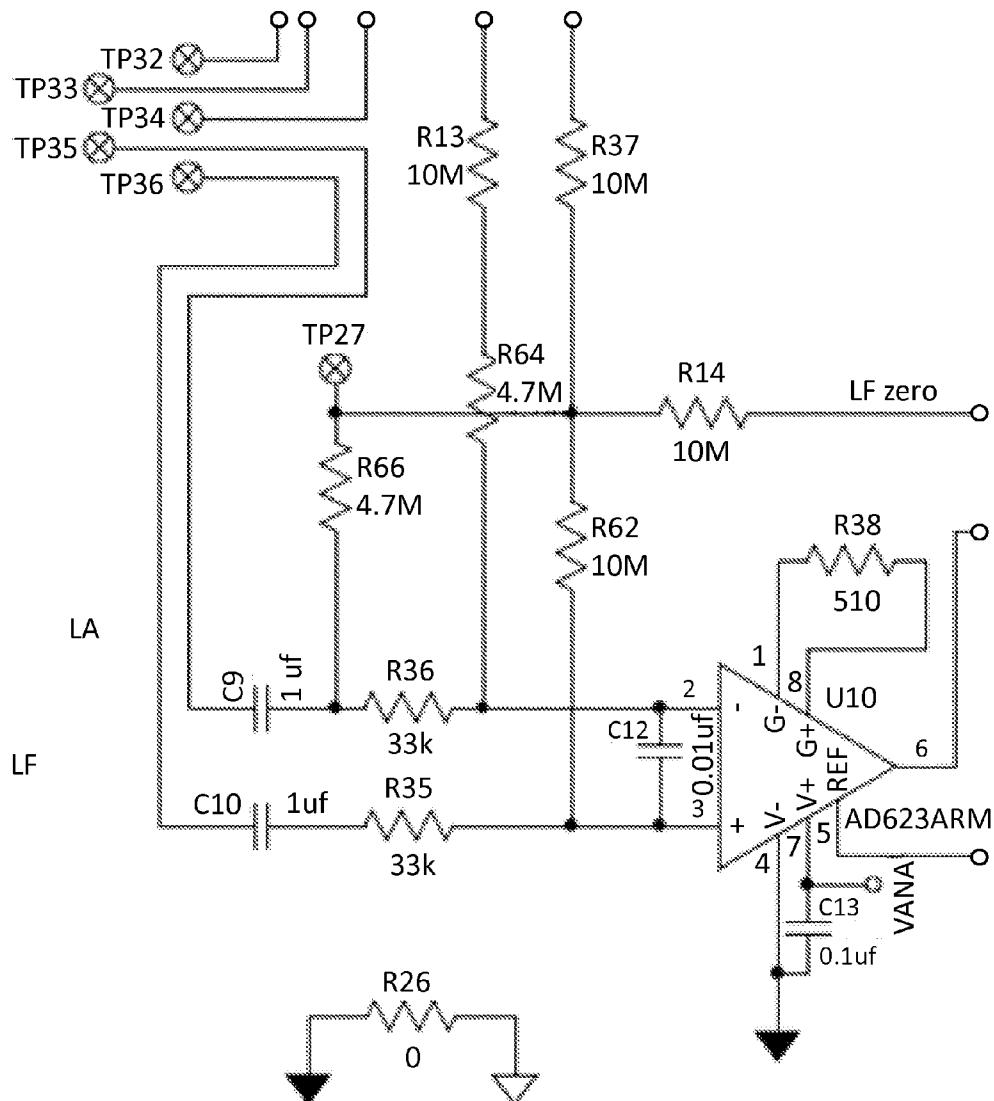 TP32
TP33
TP34
TP35
TP36
R13
10M
R37
10M
TP27
R64
4.7M
R14
10M
LF zero
R66
4.7M
R62
10M
R38
510
LA
C9
1 uf
R36
33k
1
8
U10
2
-
G-
G+
C12
0.01uf
6
LF
C10
1uf
R35
33k
3
+
V-
V+
REF
AD623ARM
4
7
5
VANA
C13
0.1uf
R26
0